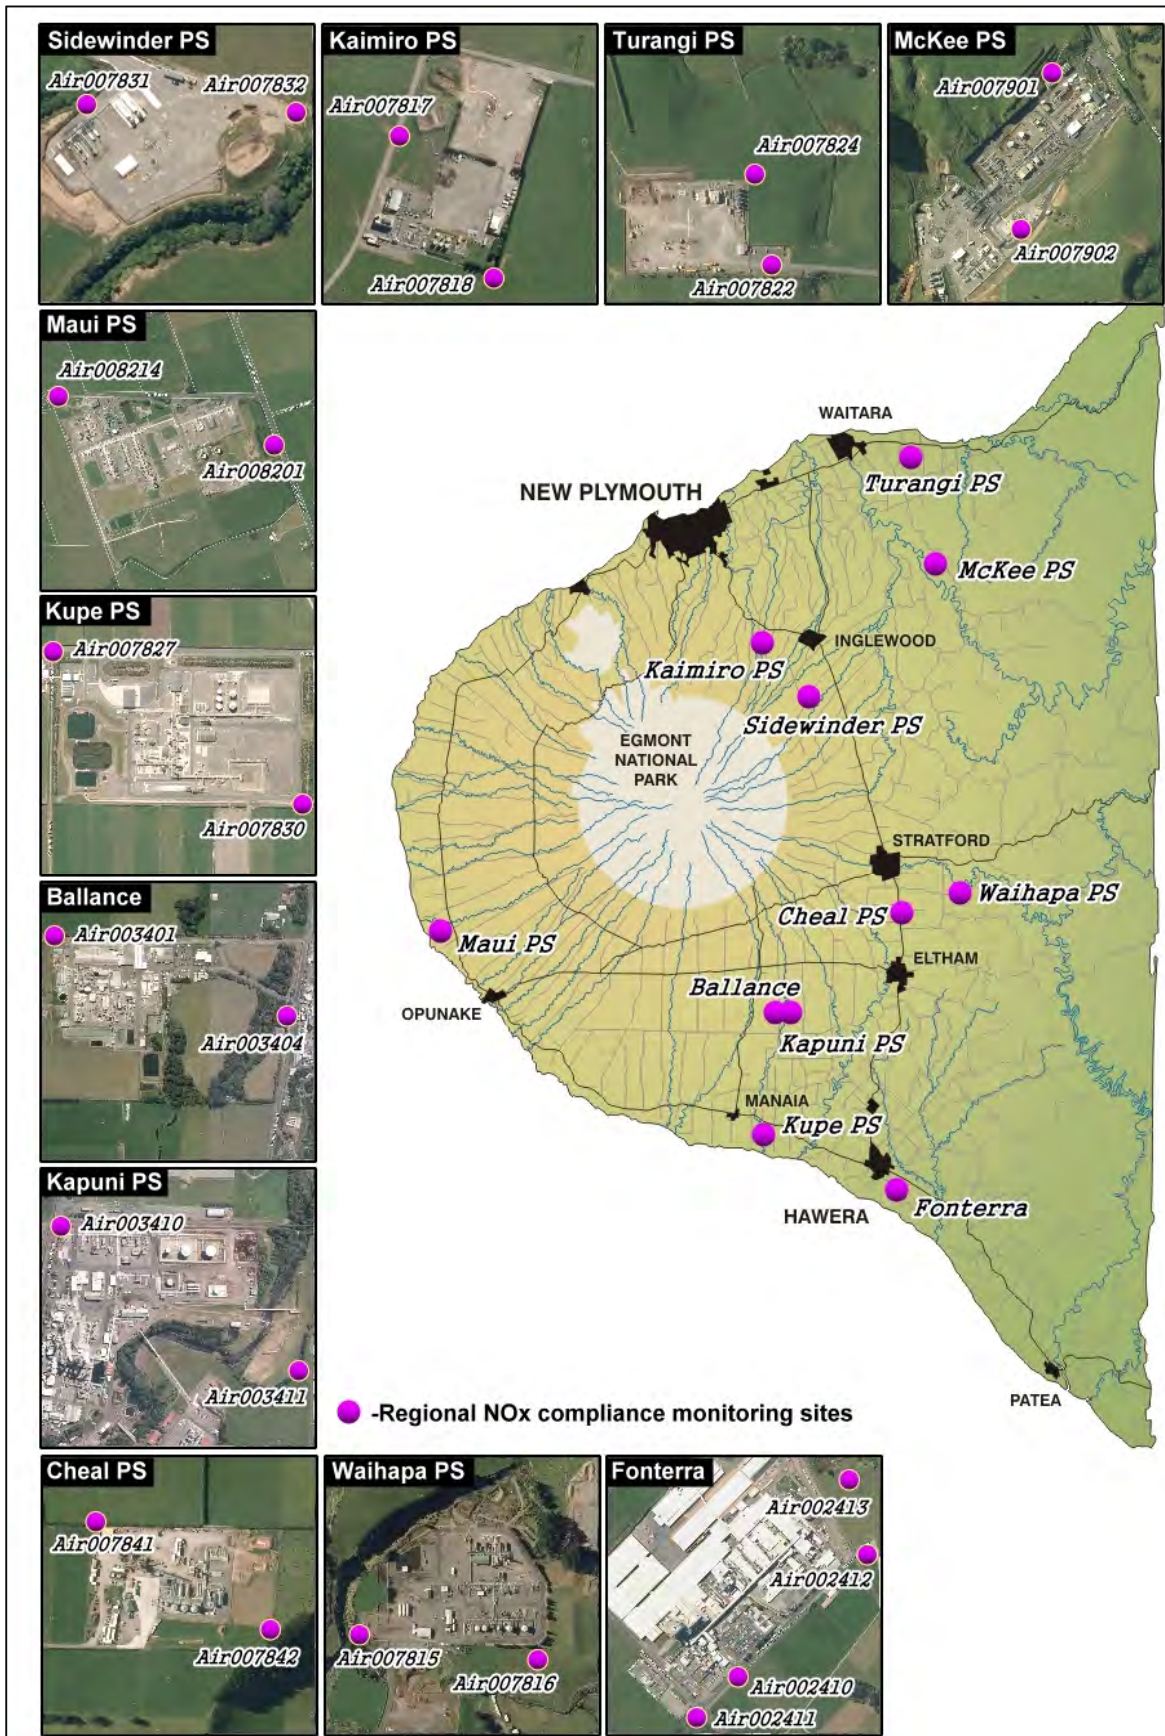 Sidewinder PS
Air007831
Air007832
Kaimiro PS
Air007817
Air007818
Turangi PS
Air007824
Air007822
McKee PS
Air007901
Air007902
Maui PS
Air008214
Air008201
Kupe PS
Air007827
Air007830
Ballance
Air003401
Air003404
Kapuni PS
Air003410
Air003411
WAITARA
Turangi PS
NEW PLYMOUTH
McKee PS
INGLEWOOD
Kaimiro PS
Sidewinder PS
EGMONT
NATIONAL
PARK
STRATFORD
Waihapa PS
Cheal PS
Maui PS
ELTHAM
OPUNAKE
Ballance
Kapuni PS
MANAIA
Kupe PS
HAWERA
Fonterra
PATEA
-Regional NOx compliance monitoring sites
Cheal PS
Air007841
Air007842
Waihapa PS
Air007815
Air007816
Fonterra
Air002413
Air002412
Air002410
Air002411